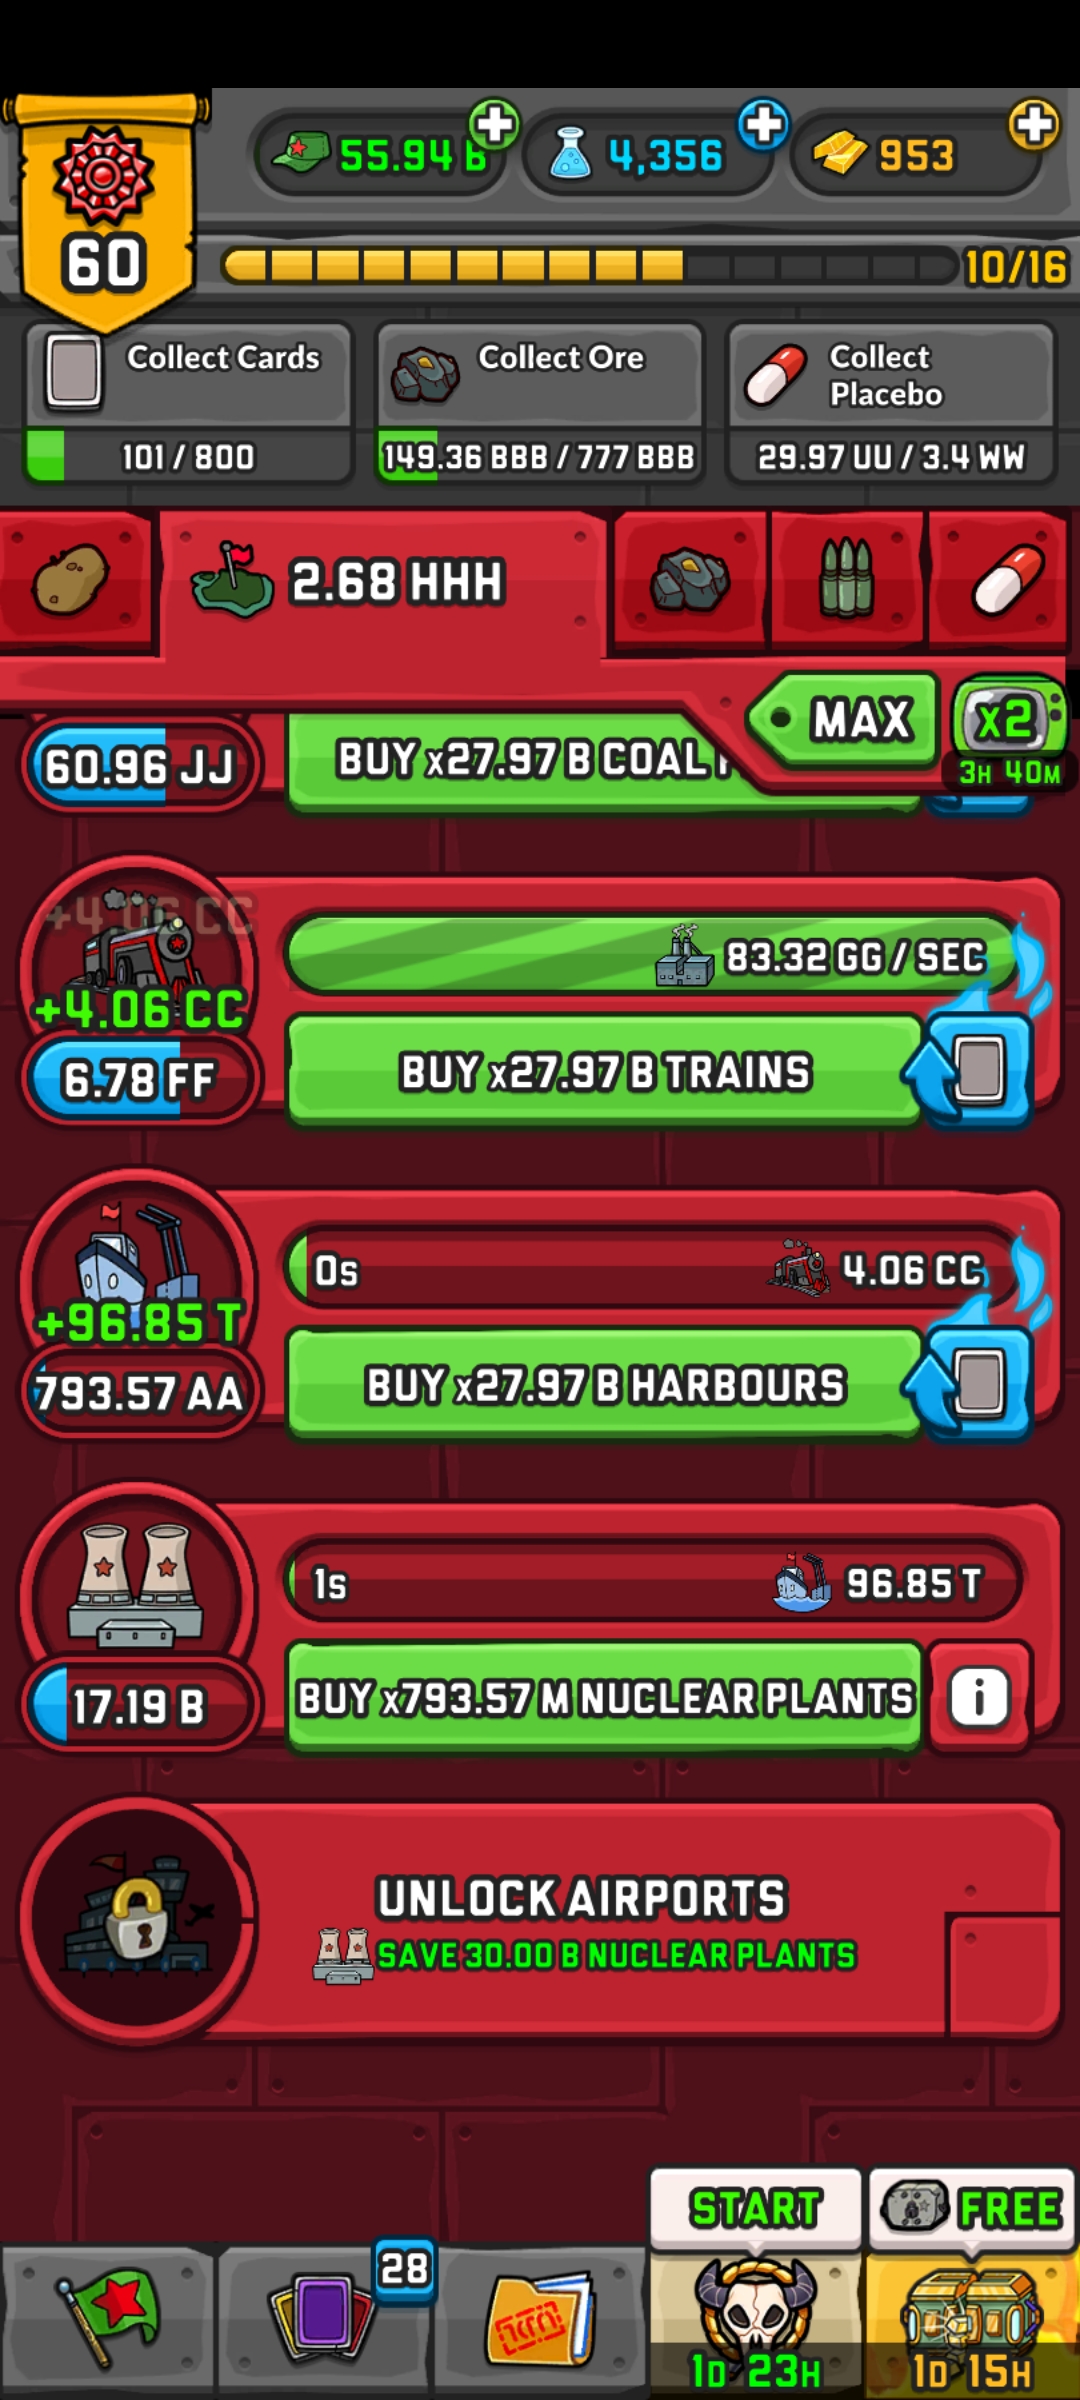 60
55.94 B
4,356
953
10/16
Collect Cards
101 / 800
Collect Ore
149.36 BBB / 777 BBB
Collect
Placebo
29.97 UU / 3.4 WW
2.68 HHH
MAX
x2
3H 40M
60.96 JJ
BUY x27.97 B COAL
+4.06 CC
+4.06 CC
6.78 FF
83.32 GG / SEC
BUY x27.97 B TRAINS
+96.85 T
793.57 AA
0s
4.06 CC
BUY x27.97 B HARBOURS
17.19 B
1s
96.85 T
BUY x793.57 M NUCLEAR PLANTS
i
UNLOCK AIRPORTS
SAVE 30.00 B NUCLEAR PLANTS
START
FREE
28
1D 23H
1D 15H